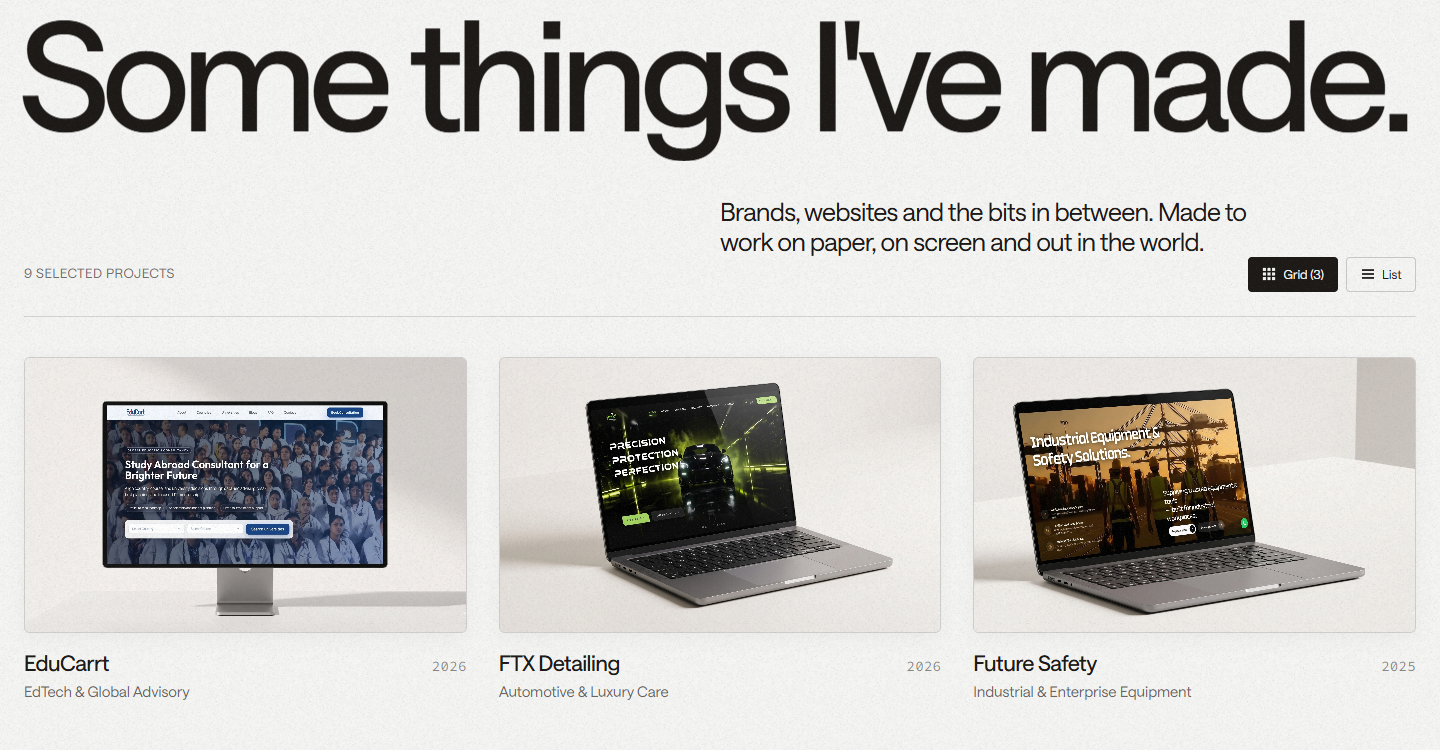 Some things I've made.
Brands, websites and the bits in between. Made to
work on paper, on screen and out in the world.
9 SELECTED PROJECTS
Grid (3)
List
EduCarrt
Study Abroad Consultant for a
Brighter Future
PRECISION
PROTECTION
PERFECTION
Industrial Equipment &
Safety Solutions
EduCarrt
2026
EdTech & Global Advisory
FTX Detailing
2026
Automotive & Luxury Care
Future Safety
2025
Industrial & Enterprise Equipment